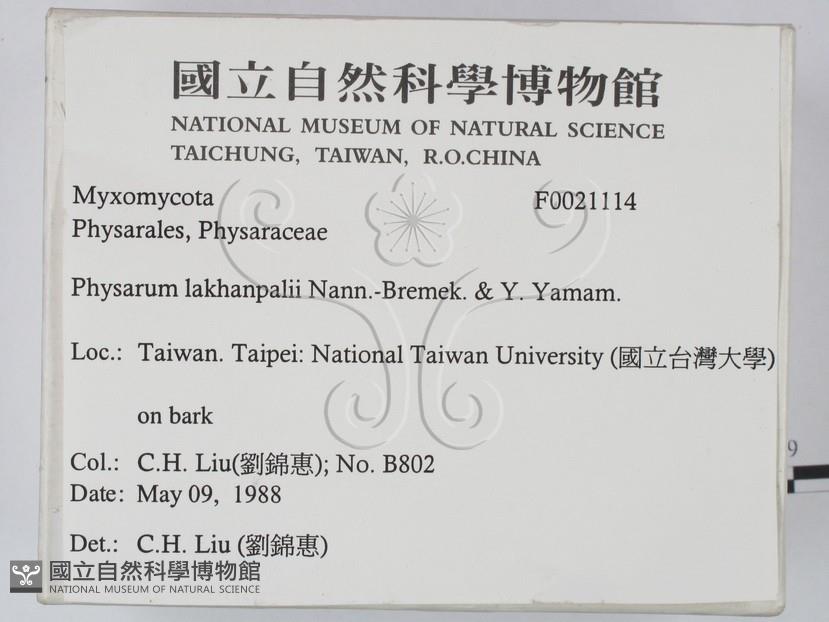 國立自然科學博物館
NATIONAL MUSEUM OF NATURAL SCIENCE
TAICHUNG, TAIWAN, R.O.CHINA
Myxomycota F0021114
Physarales, Physaraceae
Physarum lakhanpalii Nann.-Bremek. & Y. Yamam.
Loc.: Taiwan. Taipei: National Taiwan University (國立台灣大學)
on bark
Col.: C.H. Liu(劉錦惠); No. B802
Date: May 09, 1988
Det.: C.H. Liu (劉錦惠)
國立自然科學博物館
NATIONAL MUSEUM OF NATURAL SCIENCE
9